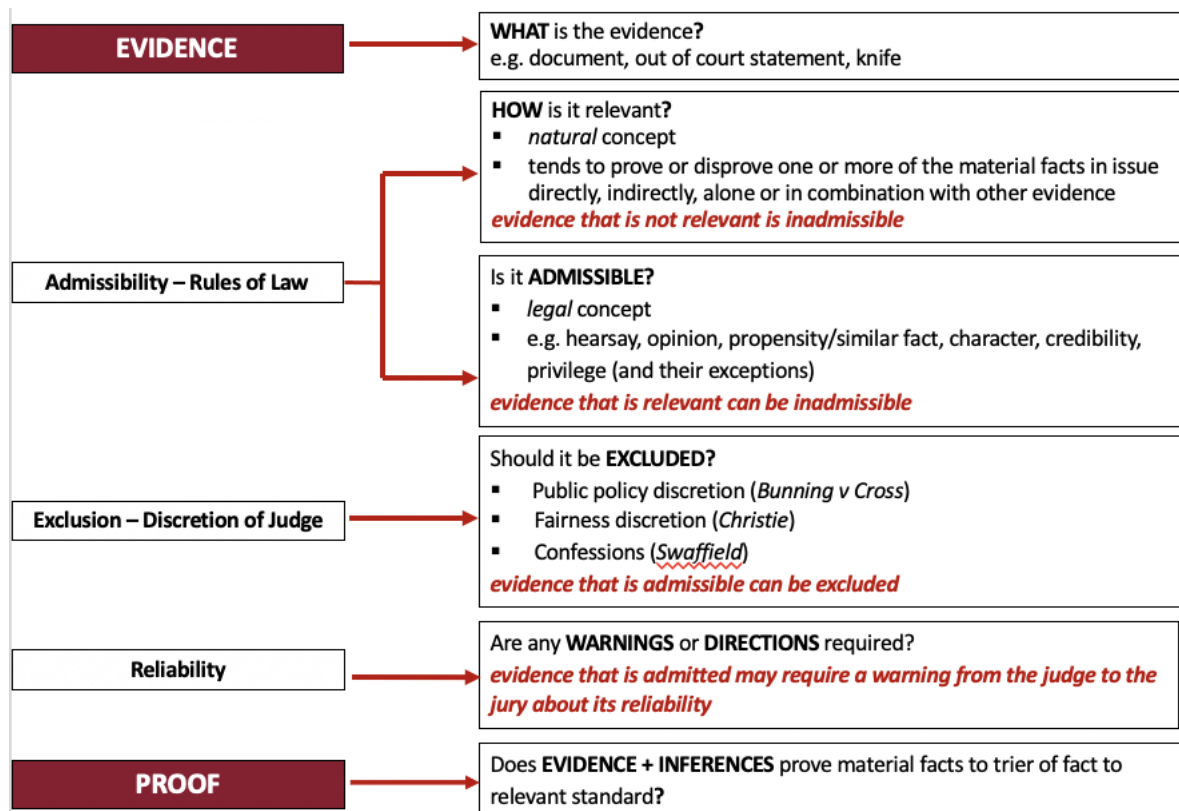 EVIDENCE
WHAT is the evidence?
e.g. document, out of court statement, knife
HOW is it relevant?
▪ natural concept
▪ tends to prove or disprove one or more of the material facts in issue
directly, indirectly, alone or in combination with other evidence
evidence that is not relevant is inadmissible
Admissibility – Rules of Law
Is it ADMISSIBLE?
▪ legal concept
▪ e.g. hearsay, opinion, propensity/similar fact, character, credibility,
privilege (and their exceptions)
evidence that is relevant can be inadmissible
Exclusion – Discretion of Judge
Should it be EXCLUDED?
▪ Public policy discretion (Bunning v Cross)
▪ Fairness discretion (Christie)
▪ Confessions (Swaffield)
evidence that is admissible can be excluded
Reliability
Are any WARNINGS or DIRECTIONS required?
evidence that is admitted may require a warning from the judge to the
jury about its reliability
PROOF
Does EVIDENCE + INFERENCES prove material facts to trier of fact to
relevant standard?